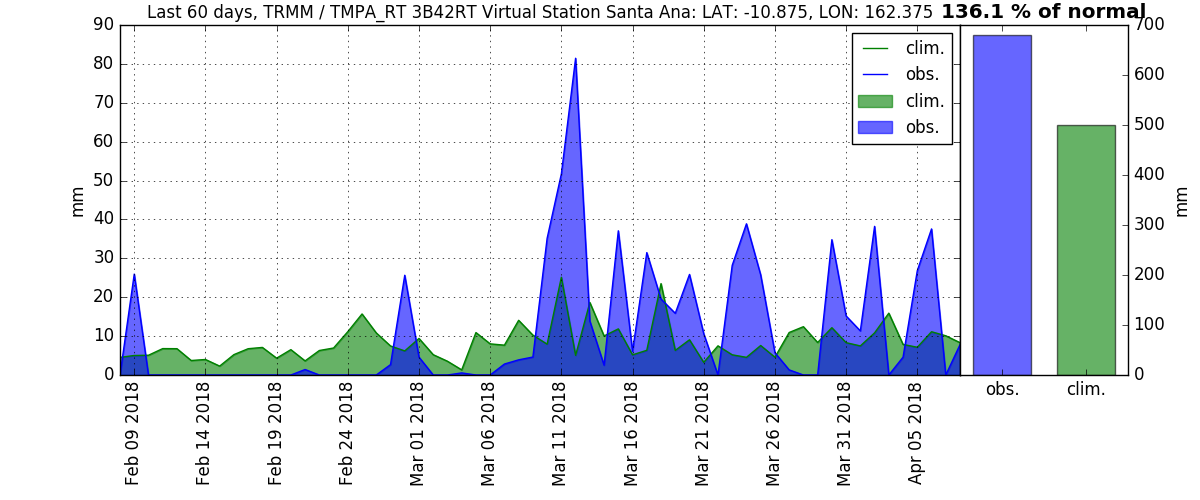 Last 60 days, TRMM / TMPA_RT 3B42RT Virtual Station Santa Ana: LAT: -10.875, LON: 162.375 136.1 % of normal
90
80
70
60
50
40
30
20
10
0
mm
clim.
obs.
clim.
obs.
700
600
500
400
300
200
100
0
mm
obs. clim.
Feb 09 2018
Feb 14 2018
Feb 19 2018
Feb 24 2018
Mar 01 2018
Mar 06 2018
Mar 11 2018
Mar 16 2018
Mar 21 2018
Mar 26 2018
Mar 31 2018
Apr 05 2018